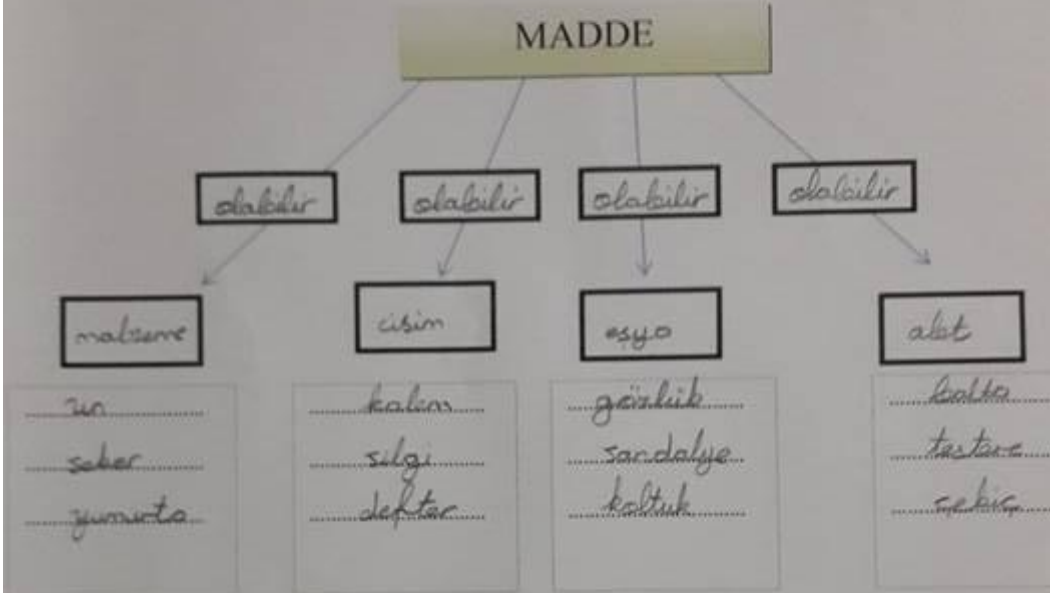 MADDE
olabilir olabilir olabilir olabilir
malzeme cisim eşya alet
un kalem gözlük balta
şeker silgi sandalye testere
yumurta defter koltuk çekiç